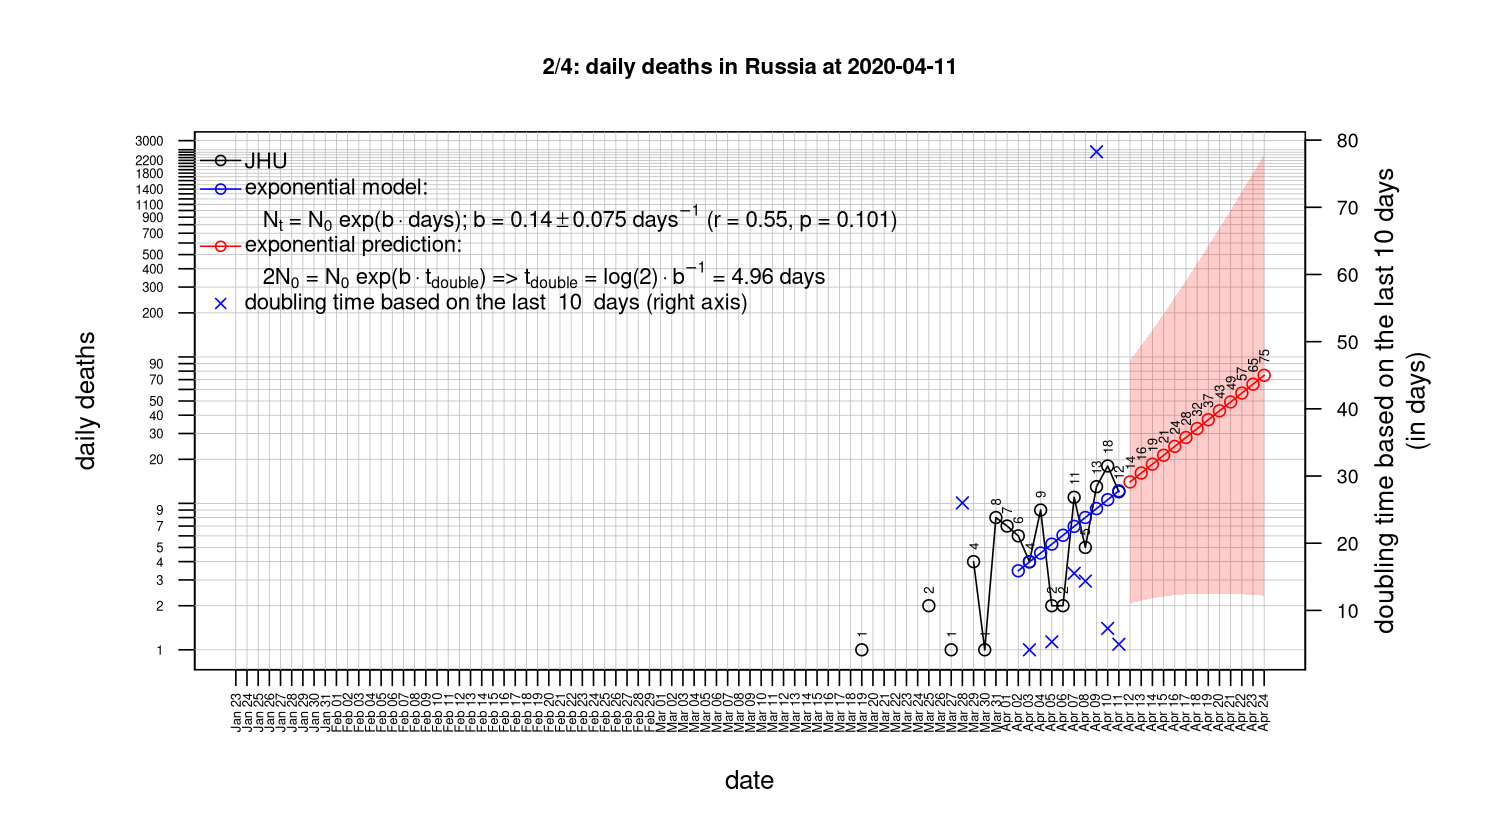 2/4: daily deaths in Russia at 2020-04-11
JHU
exponential model:
Nt = N0 exp(b · days); b = 0.14 ± 0.075 days−1 (r = 0.55, p = 0.101)
exponential prediction:
2N0 = N0 exp(b · tdouble) => tdouble = log(2) · b−1 = 4.96 days
doubling time based on the last 10 days (right axis)
daily deaths
3000
2200
1800
1400
1100
900
700
500
400
300
200
90
70
50
40
30
20
9
7
5
4
3
2
1
1
2
1
4
1
8
7
6
4
9
2
2
11
5
13
18
12
14
16
19
21
24
28
32
37
43
49
57
65
75
80
70
60
50
40
30
20
10
doubling time based on the last 10 days
(in days)
Jan 23
Jan 24
Jan 25
Jan 26
Jan 27
Jan 28
Jan 29
Jan 30
Jan 31
Feb 01
Feb 02
Feb 03
Feb 04
Feb 05
Feb 06
Feb 07
Feb 08
Feb 09
Feb 10
Feb 11
Feb 12
Feb 13
Feb 14
Feb 15
Feb 16
Feb 17
Feb 18
Feb 19
Feb 20
Feb 21
Feb 22
Feb 23
Feb 24
Feb 25
Feb 26
Feb 27
Feb 28
Feb 29
Mar 01
Mar 02
Mar 03
Mar 04
Mar 05
Mar 06
Mar 07
Mar 08
Mar 09
Mar 10
Mar 11
Mar 12
Mar 13
Mar 14
Mar 15
Mar 16
Mar 17
Mar 18
Mar 19
Mar 20
Mar 21
Mar 22
Mar 23
Mar 24
Mar 25
Mar 26
Mar 27
Mar 28
Mar 29
Mar 30
Mar 31
Apr 01
Apr 02
Apr 03
Apr 04
Apr 05
Apr 06
Apr 07
Apr 08
Apr 09
Apr 10
Apr 11
Apr 12
Apr 13
Apr 14
Apr 15
Apr 16
Apr 17
Apr 18
Apr 19
Apr 20
Apr 21
Apr 22
Apr 23
Apr 24
date